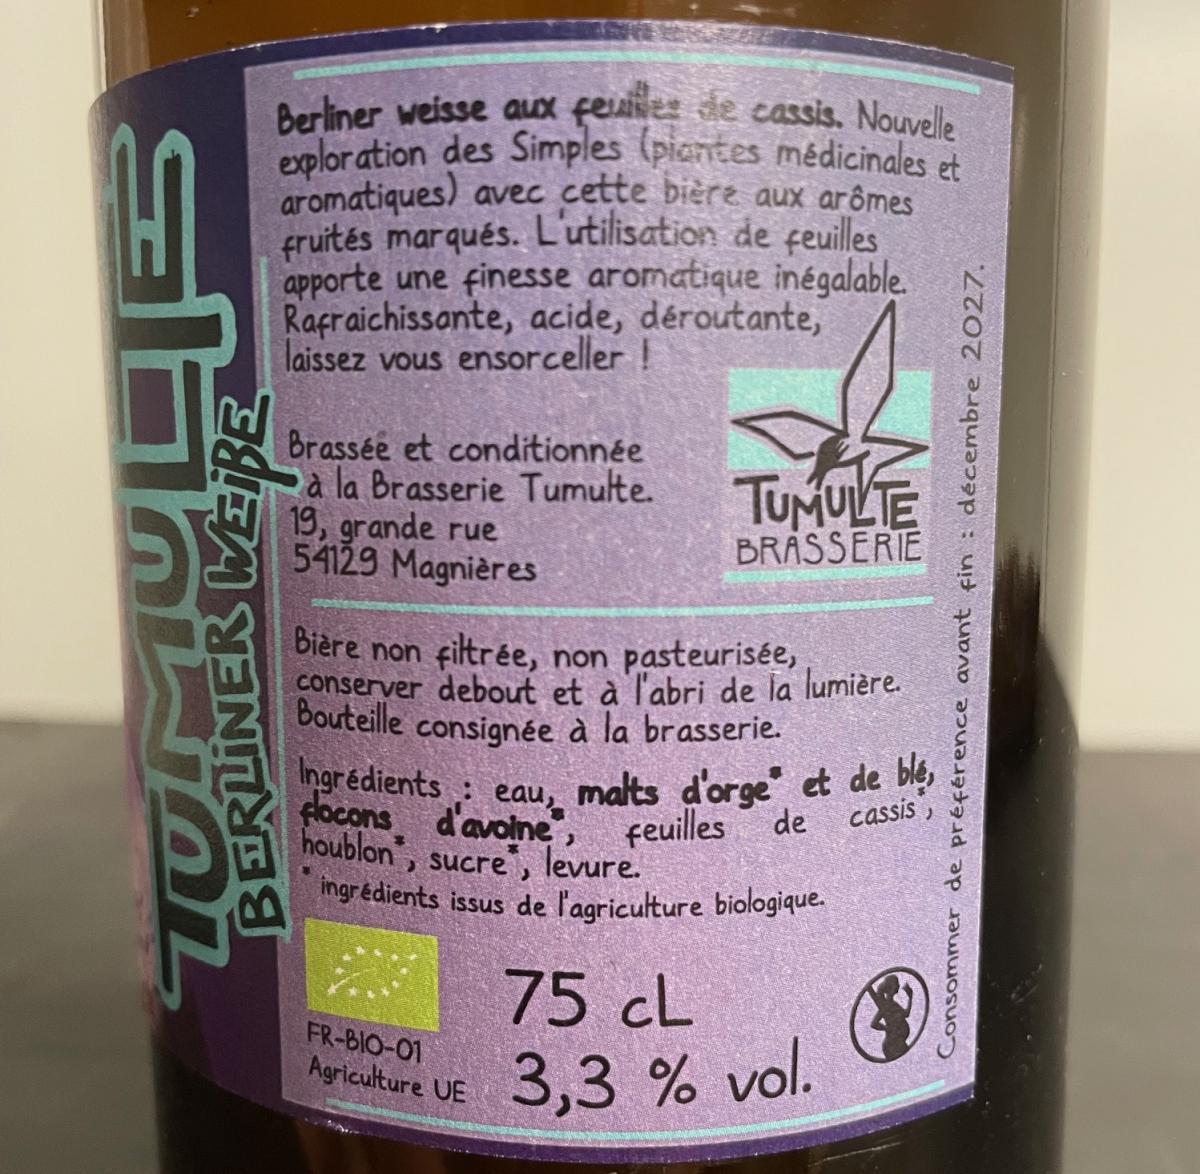 TUMULTE
BERLINER WEIßE
Berliner weisse aux feuilles de cassis. Nouvelle
exploration des Simples (plantes médicinales et
aromatiques) avec cette bière aux arômes
fruités marqués. L'utilisation de feuilles
apporte une finesse aromatique inégalable.
Rafraichissante, acide, déroutante,
laissez vous ensorceller !
Brassée et conditionnée
à la Brasserie Tumulte.
19, grande rue
54129 Magnières
TUMULTE
BRASSERIE
Bière non filtrée, non pasteurisée,
conserver debout et à l'abri de la lumière.
Bouteille consignée à la brasserie.
Ingrédients : eau, malts d'orge* et de blé,
flocons d'avoine*, feuilles de cassis*,
houblon*, sucre*, levure.
* ingrédients issus de l'agriculture biologique.
FR-BIO-01
Agriculture UE
75 cL
3,3 % vol.
Consommer de préférence avant fin : décembre 2027.